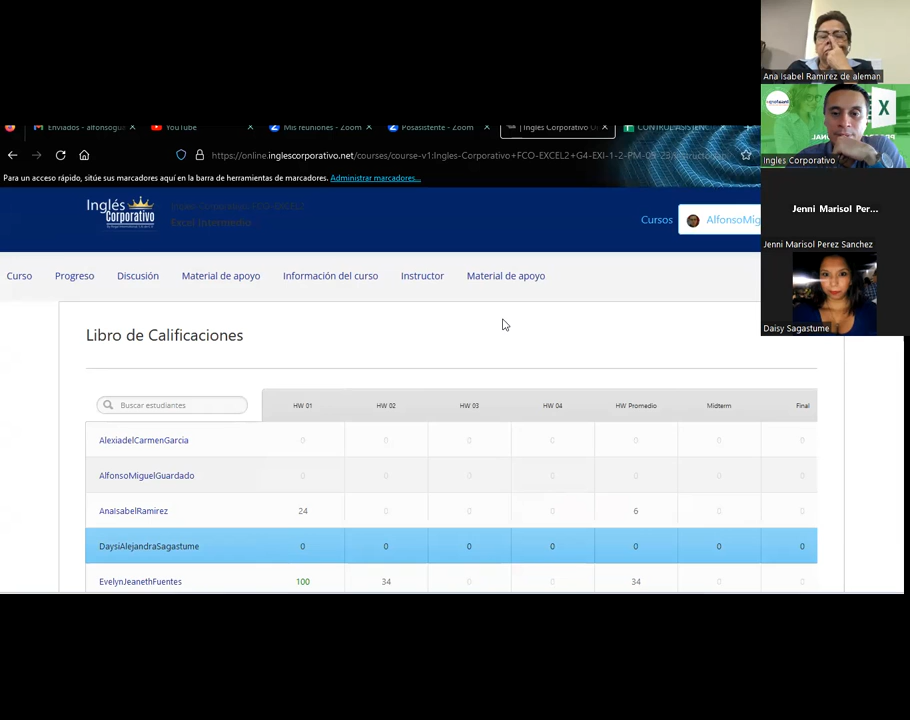 Ana Isabel Ramirez de aleman
Ingles Corporativo
Jenni Marisol Per...
Jenni Marisol Perez Sanchez
Daisy Sagastume
Enviados - alfonsogu
YouTube
Mis reuniones - Zoom
Posasistente - Zoom
Inglés Corporativo O
CONTROL ASISTENC
https://online.inglescorporativo.net/courses/course-v1:Ingles-Corporativo+FCO-EXCEL2+G4-EXI-1-2-PM-05-23/
Para un acceso rápido, sitúe sus marcadores aquí en la barra de herramientas de marcadores. Administrar marcadores...
Inglés
Corporativo
Excel Intermedio
Cursos
AlfonsoMig
Curso
Progreso
Discusión
Material de apoyo
Información del curso
Instructor
Material de apoyo
Libro de Calificaciones
Buscar estudiantes
HW 01 HW 02 HW 03 HW 04 HW Promedio Midterm Final
AlexiadelCarmenGarcia 0 0 0 0 0 0 0
AlfonsoMiguelGuardado 0 0 0 0 0 0 0
AnaIsabelRamirez 24 0 0 0 6 0 0
DaysiAlejandraSagastume 0 0 0 0 0 0 0
EvelynJeanethFuentes 100 34 0 0 34 0 0